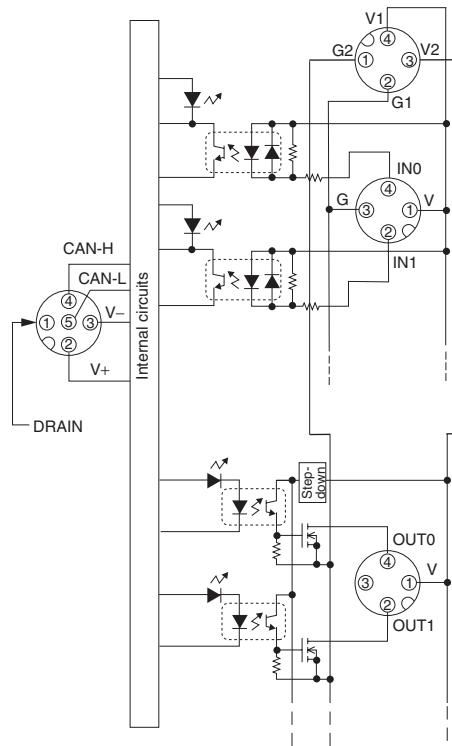 V1
④
G2
①
③
V2
②
G1
IN0
④
G
③
①
V
②
IN1
CAN-H
CAN-L
④
①
⑤
③
V−
②
V+
DRAIN
Internal circuits
Step-
down
OUT0
④
③
①
V
②
OUT1